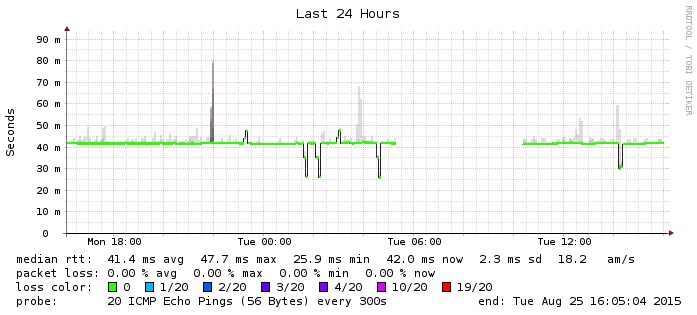 Last 24 Hours
RRDTOOL / TOBI OETIKER
Seconds
90 m
80 m
70 m
60 m
50 m
40 m
30 m
20 m
10 m
0
Mon 18:00 Tue 00:00 Tue 06:00 Tue 12:00
median rtt: 41.4 ms avg 47.7 ms max 25.9 ms min 42.0 ms now 2.3 ms sd 18.2 am/s
packet loss: 0.00 % avg 0.00 % max 0.00 % min 0.00 % now
loss color: 0 1/20 2/20 3/20 4/20 10/20 19/20
probe: 20 ICMP Echo Pings (56 Bytes) every 300s end: Tue Aug 25 16:05:04 2015